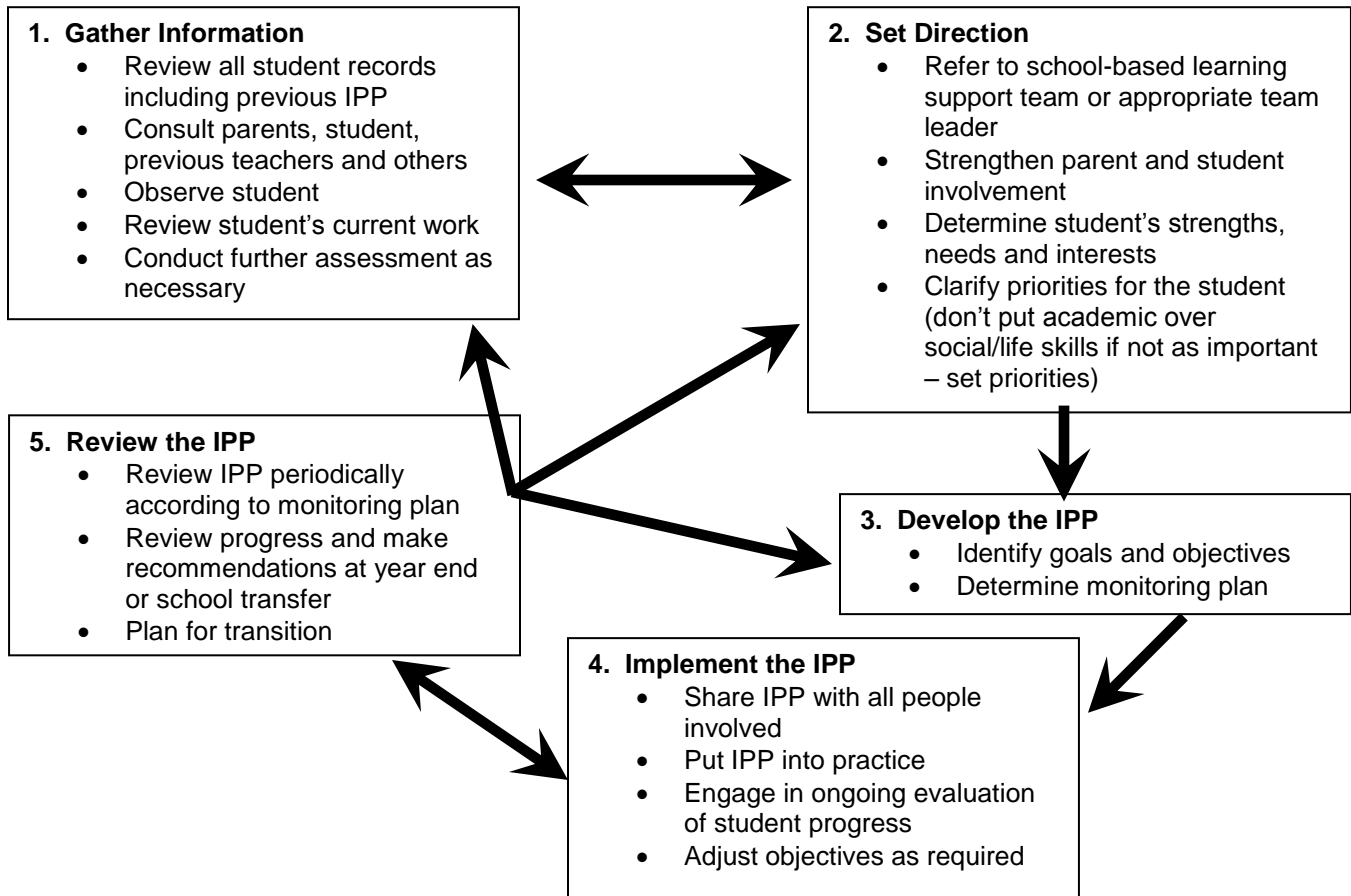 1. Gather Information
• Review all student records
including previous IPP
• Consult parents, student,
previous teachers and others
• Observe student
• Review student’s current work
• Conduct further assessment as
necessary
2. Set Direction
• Refer to school-based learning
support team or appropriate team
leader
• Strengthen parent and student
involvement
• Determine student’s strengths,
needs and interests
• Clarify priorities for the student
(don’t put academic over
social/life skills if not as important
– set priorities)
3. Develop the IPP
• Identify goals and objectives
• Determine monitoring plan
4. Implement the IPP
• Share IPP with all people
involved
• Put IPP into practice
• Engage in ongoing evaluation
of student progress
• Adjust objectives as required
5. Review the IPP
• Review IPP periodically
according to monitoring plan
• Review progress and make
recommendations at year end
or school transfer
• Plan for transition